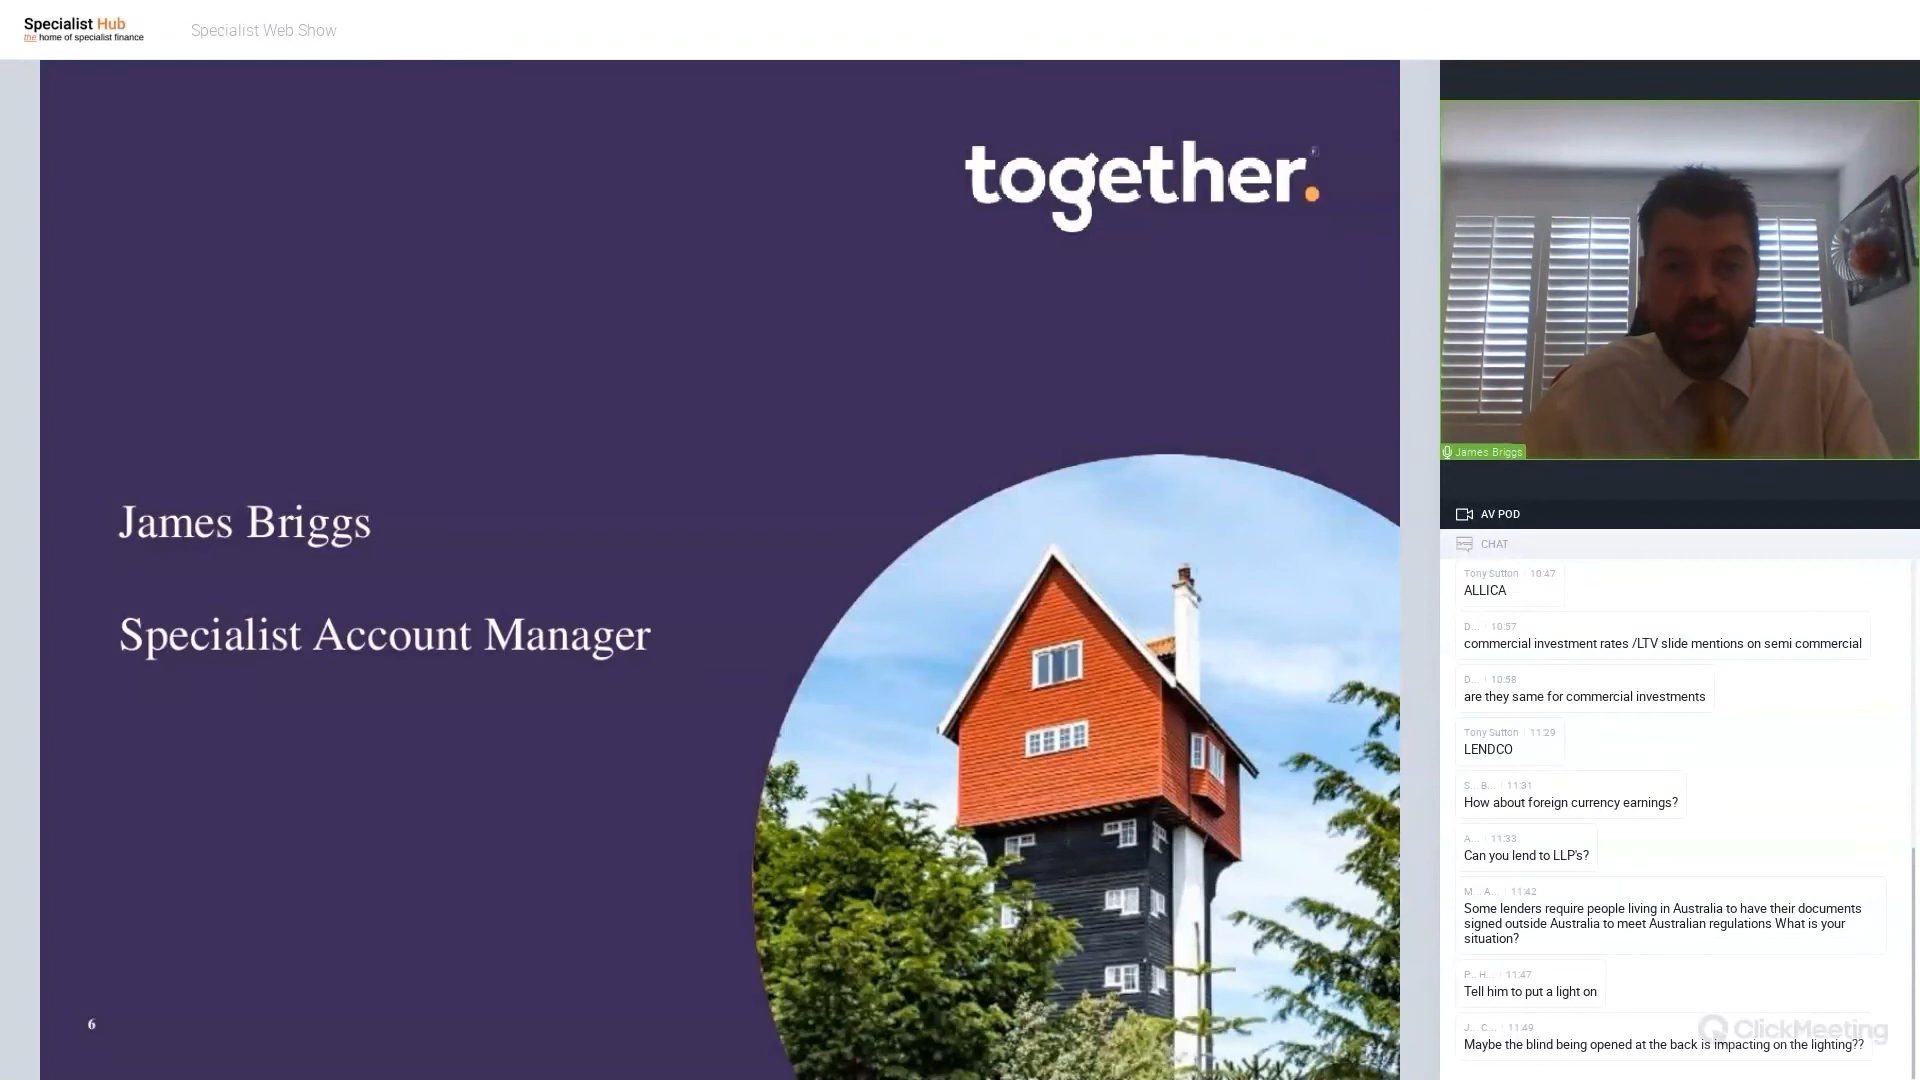 Specialist Hub
the home of specialist finance
Specialist Web Show
together.
James Briggs
Specialist Account Manager
6
James Briggs
AV POD
CHAT
Tony Sutton 10:47
ALLICA
D... 10:57
commercial investment rates /LTV slide mentions on semi commercial
D... 10:58
are they same for commercial investments
Tony Sutton 11:29
LENDCO
S... B... 11:31
How about foreign currency earnings?
A... 11:33
Can you lend to LLP's?
M... A... 11:42
Some lenders require people living in Australia to have their documents
signed outside Australia to meet Australian regulations What is your
situation?
P... H... 11:47
Tell him to put a light on
J... C... 11:49
Maybe the blind being opened at the back is impacting on the lighting??
ClickMeeting